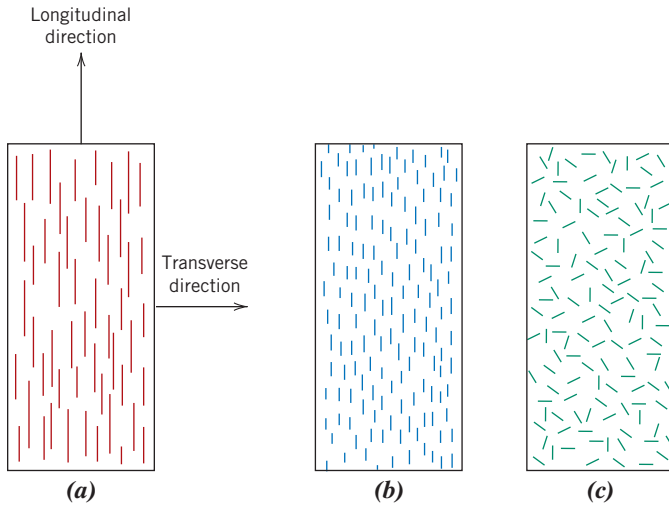 Longitudinal
direction
Transverse
direction
(a)
(b)
(c)